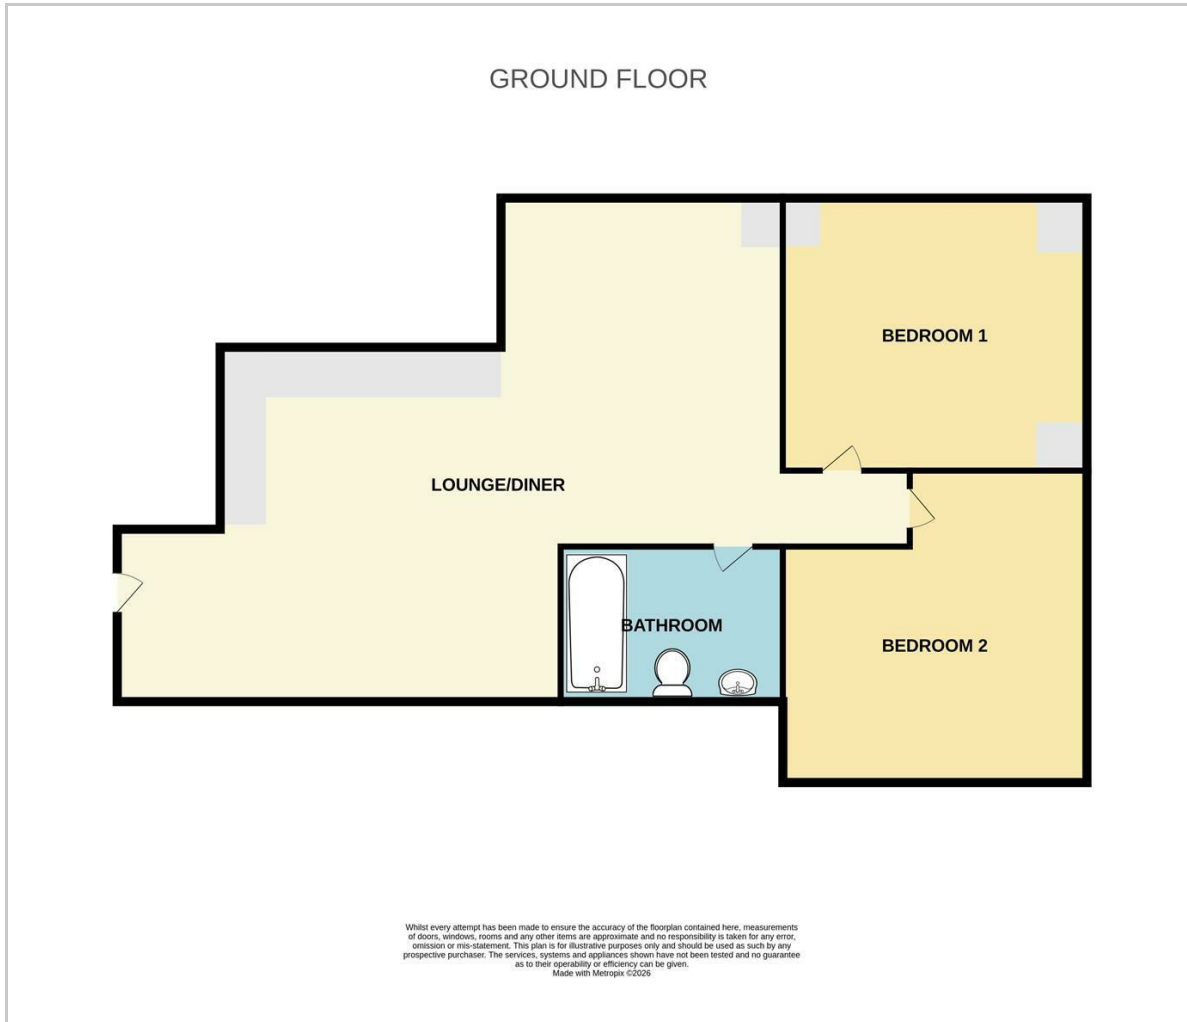 GROUND FLOOR
BEDROOM 1
LOUNGE/DINER
BATHROOM
BEDROOM 2
Whilst every attempt has been made to ensure the accuracy of the floorplan contained here, measurements
of doors, windows, rooms and any other items are approximate and no responsibility is taken for any error,
omission or mis-statement. This plan is for illustrative purposes only and should be used as such by any
prospective purchaser. The services, systems and appliances shown have not been tested and no guarantee
as to their operability or efficiency can be given.
Made with Metropix ©2026